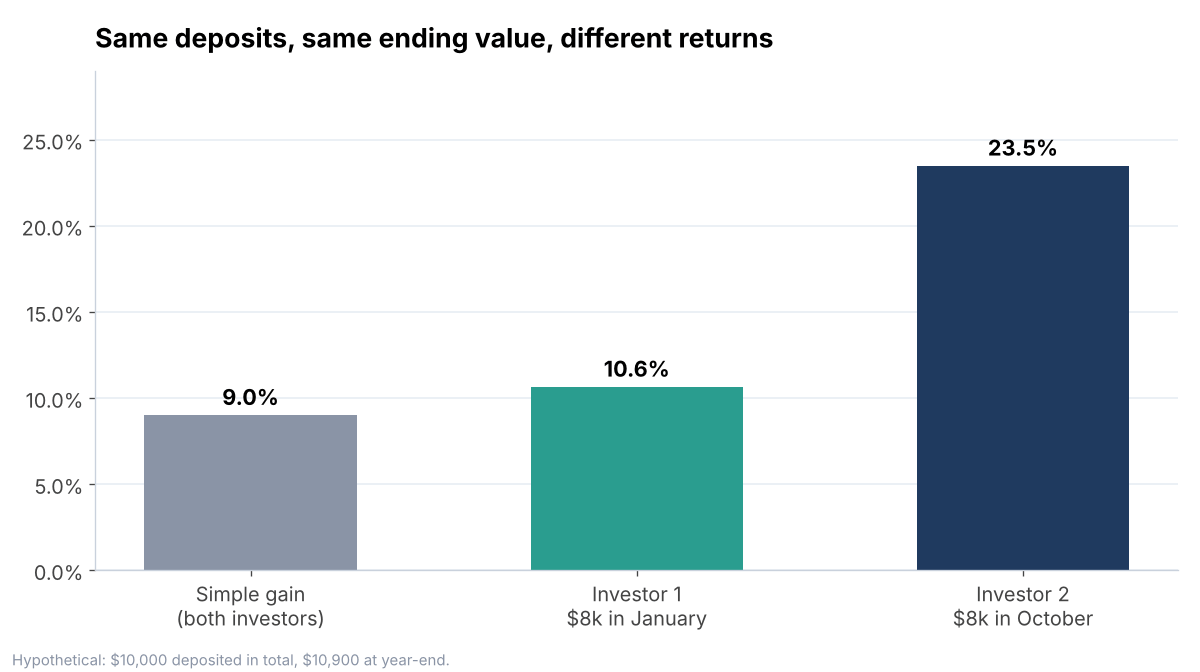 Same deposits, same ending value, different returns
25.0%
20.0%
15.0%
10.0%
5.0%
0.0%
9.0%
10.6%
23.5%
Simple gain
(both investors)
Investor 1
$8k in January
Investor 2
$8k in October
Hypothetical: $10,000 deposited in total, $10,900 at year-end.